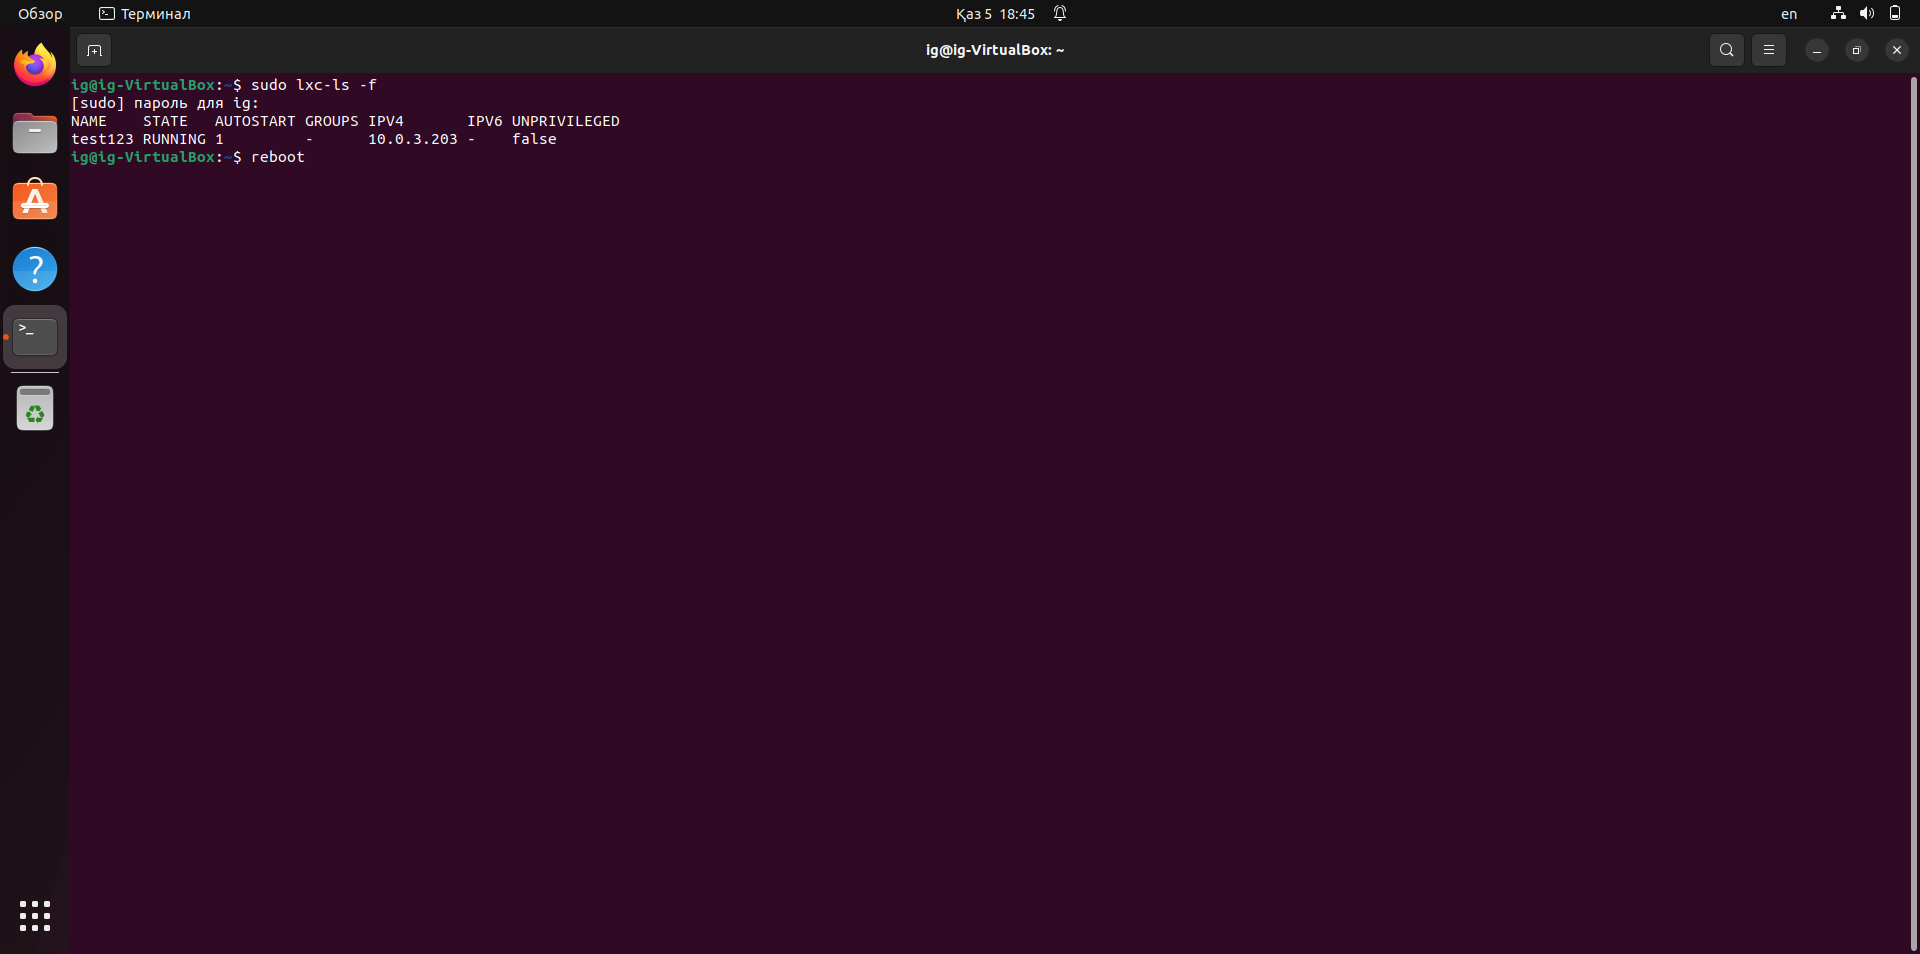 Обзор Терминал Қаз 5 18:45 en
ig@ig-VirtualBox: ~
ig@ig-VirtualBox:~$ sudo lxc-ls -f
[sudo] пароль для ig:
NAME    STATE   AUTOSTART GROUPS IPV4       IPV6 UNPRIVILEGED
test123 RUNNING 1         -      10.0.3.203 -    false
ig@ig-VirtualBox:~$ reboot